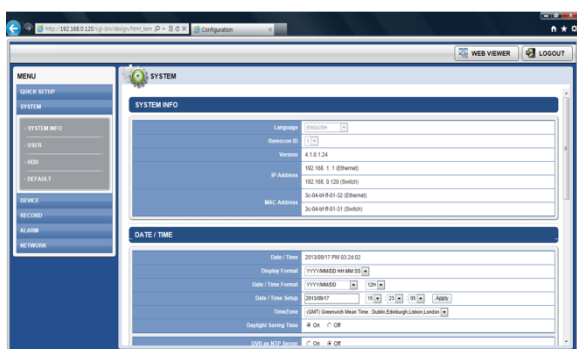 http://192.168.0.120/cgi-bin/design/html_tem
Configuration
WEB VIEWER
LOGOUT
MENU
QUICK SETUP
SYSTEM
- SYSTEM INFO
- USER
- HDD
- DEFAULT
DEVICE
RECORD
ALARM
NETWORK
SYSTEM
SYSTEM INFO
Language ENGLISH
Remocon ID 1
Version 4.1.0.1.24
IP Address 192.168. 1. 1 (Ethernet)
192.168. 0.120 (Switch)
MAC Address 3c-04-bf-ff-01-32 (Ethernet)
3c-04-bf-ff-01-31 (Switch)
DATE / TIME
Date / Time 2013/09/17 PM 03:24:02
Display Format YYYY/MM/DD HH:MM:SS
Date / Time Format YYYY/MM/DD 12H
Date / Time Setup 2013/09/17 15 23 05 Apply
TimeZone (GMT) Greenwich Mean Time : Dublin,Edinburgh,Lisbon,London
Daylight Saving Time On Off
DVR as NTP Server On Off